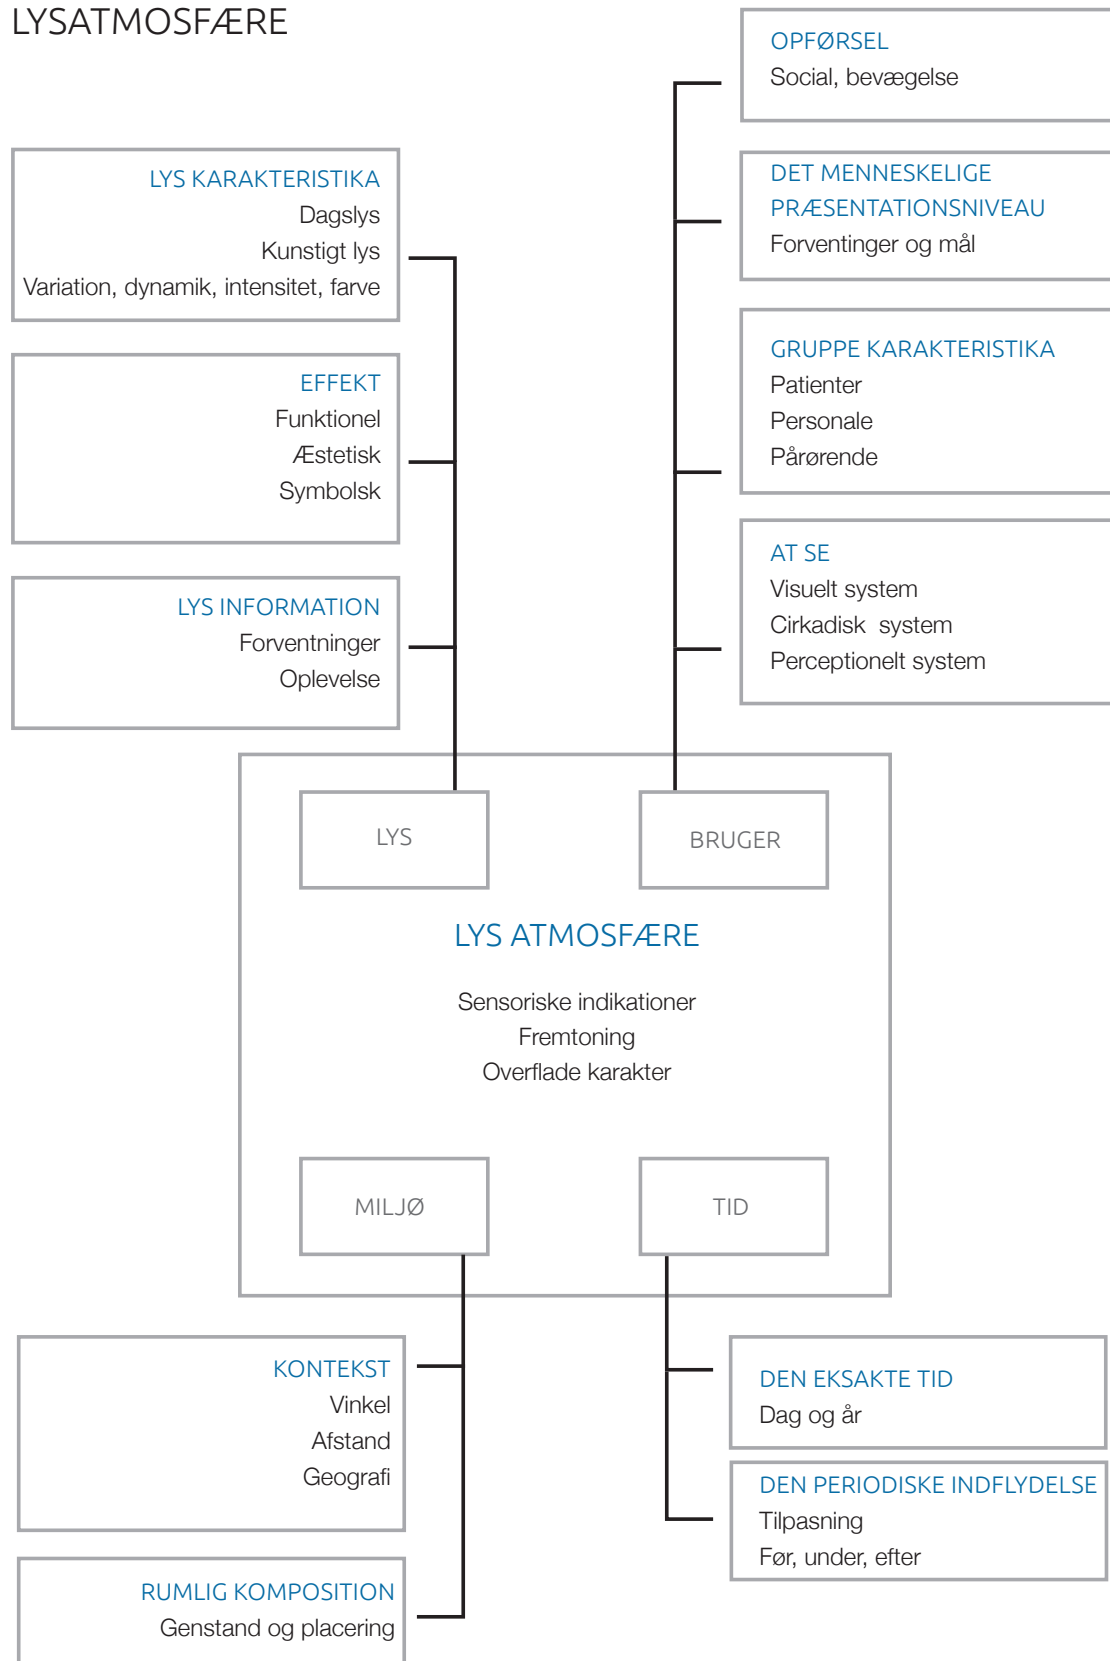 LYSATMOSFÆRE
LYS KARAKTERISTIKA
Dagslys
Kunstigt lys
Variation, dynamik, intensitet, farve
EFFEKT
Funktionel
Æstetisk
Symbolsk
LYS INFORMATION
Forventninger
Oplevelse
OPFØRSEL
Social, bevægelse
DET MENNESKELIGE
PRÆSENTATIONSNIVEAU
Forventinger og mål
GRUPPE KARAKTERISTIKA
Patienter
Personale
Pårørende
AT SE
Visuelt system
Cirkadisk system
Perceptionelt system
LYS
BRUGER
LYS ATMOSFÆRE
Sensoriske indikationer
Fremtoning
Overflade karakter
MILJØ
TID
KONTEKST
Vinkel
Afstand
Geografi
RUMLIG KOMPOSITION
Genstand og placering
DEN EKSAKTE TID
Dag og år
DEN PERIODISKE INDFLYDELSE
Tilpasning
Før, under, efter